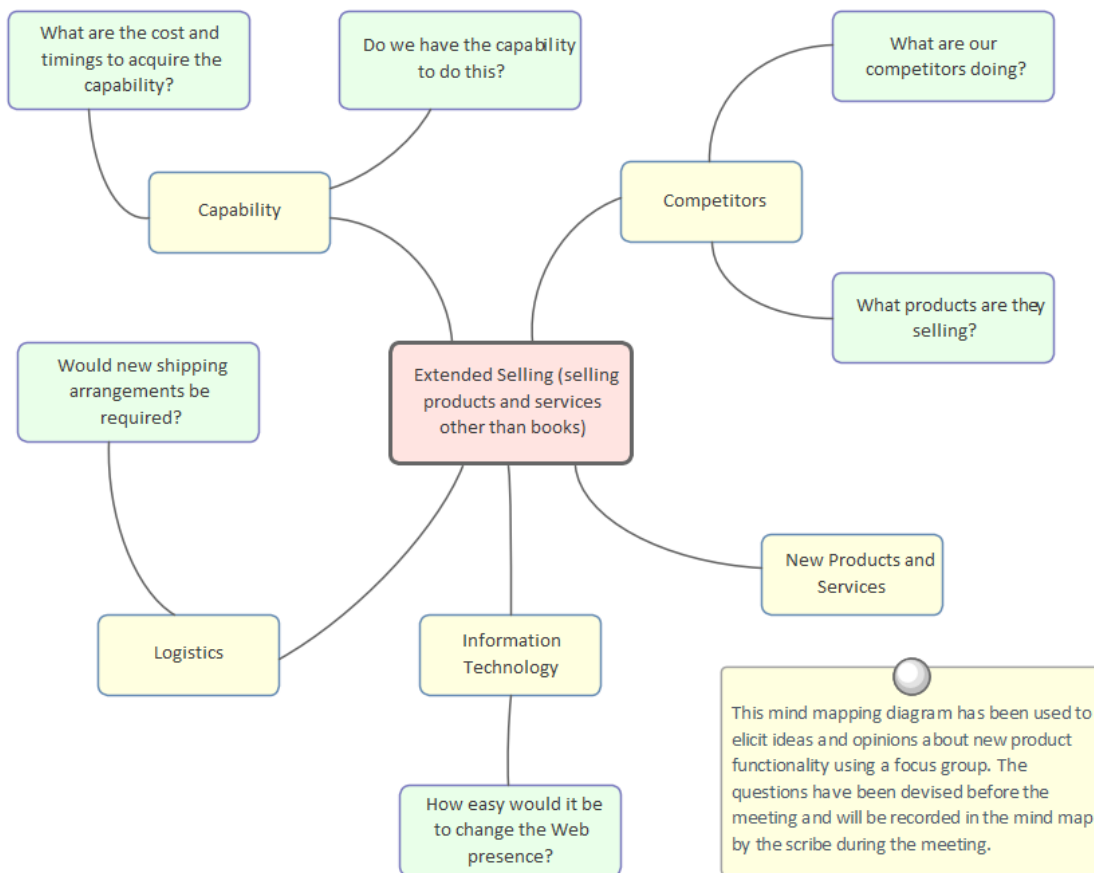 What are the cost and
timings to acquire the
capability?
Do we have the capability
to do this?
What are our
competitors doing?
Capability
Competitors
What products are they
selling?
Would new shipping
arrangements be
required?
Extended Selling (selling
products and services
other than books)
New Products and
Services
Logistics
Information
Technology
How easy would it be
to change the Web
presence?
This mind mapping diagram has been used to
elicit ideas and opinions about new product
functionality using a focus group. The
questions have been devised before the
meeting and will be recorded in the mind map
by the scribe during the meeting.